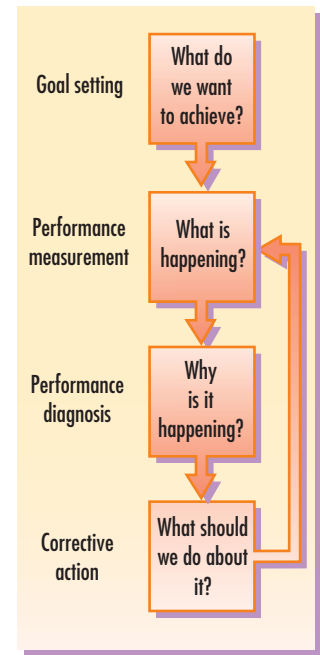 Goal setting
What do
we want
to achieve?
Performance
measurement
What is
happening?
Performance
diagnosis
Why
is it
happening?
Corrective
action
What should
we do about
it?